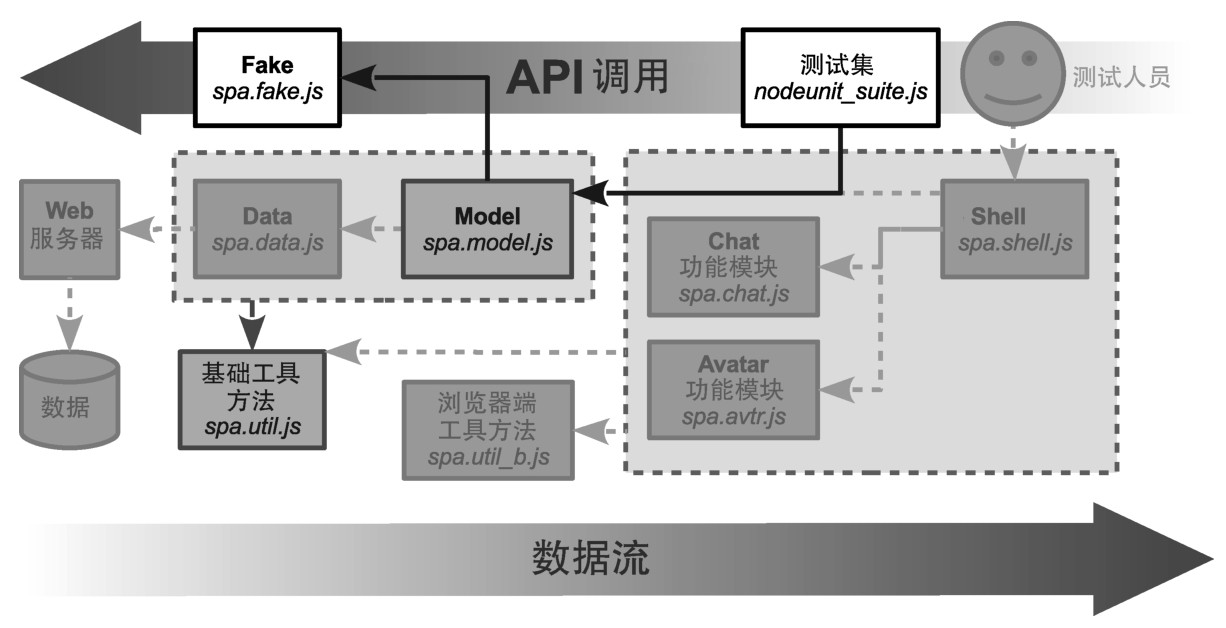 Fake
spa.fake.js
API 调用
测试集
nodeunit_suite.js
测试人员
Web
服务器
Data
spa.data.js
Model
spa.model.js
Chat
功能模块
spa.chat.js
Shell
spa.shell.js
数据
基础工具
方法
spa.util.js
浏览器端
工具方法
spa.util_b.js
Avatar
功能模块
spa.avtr.js
数据流